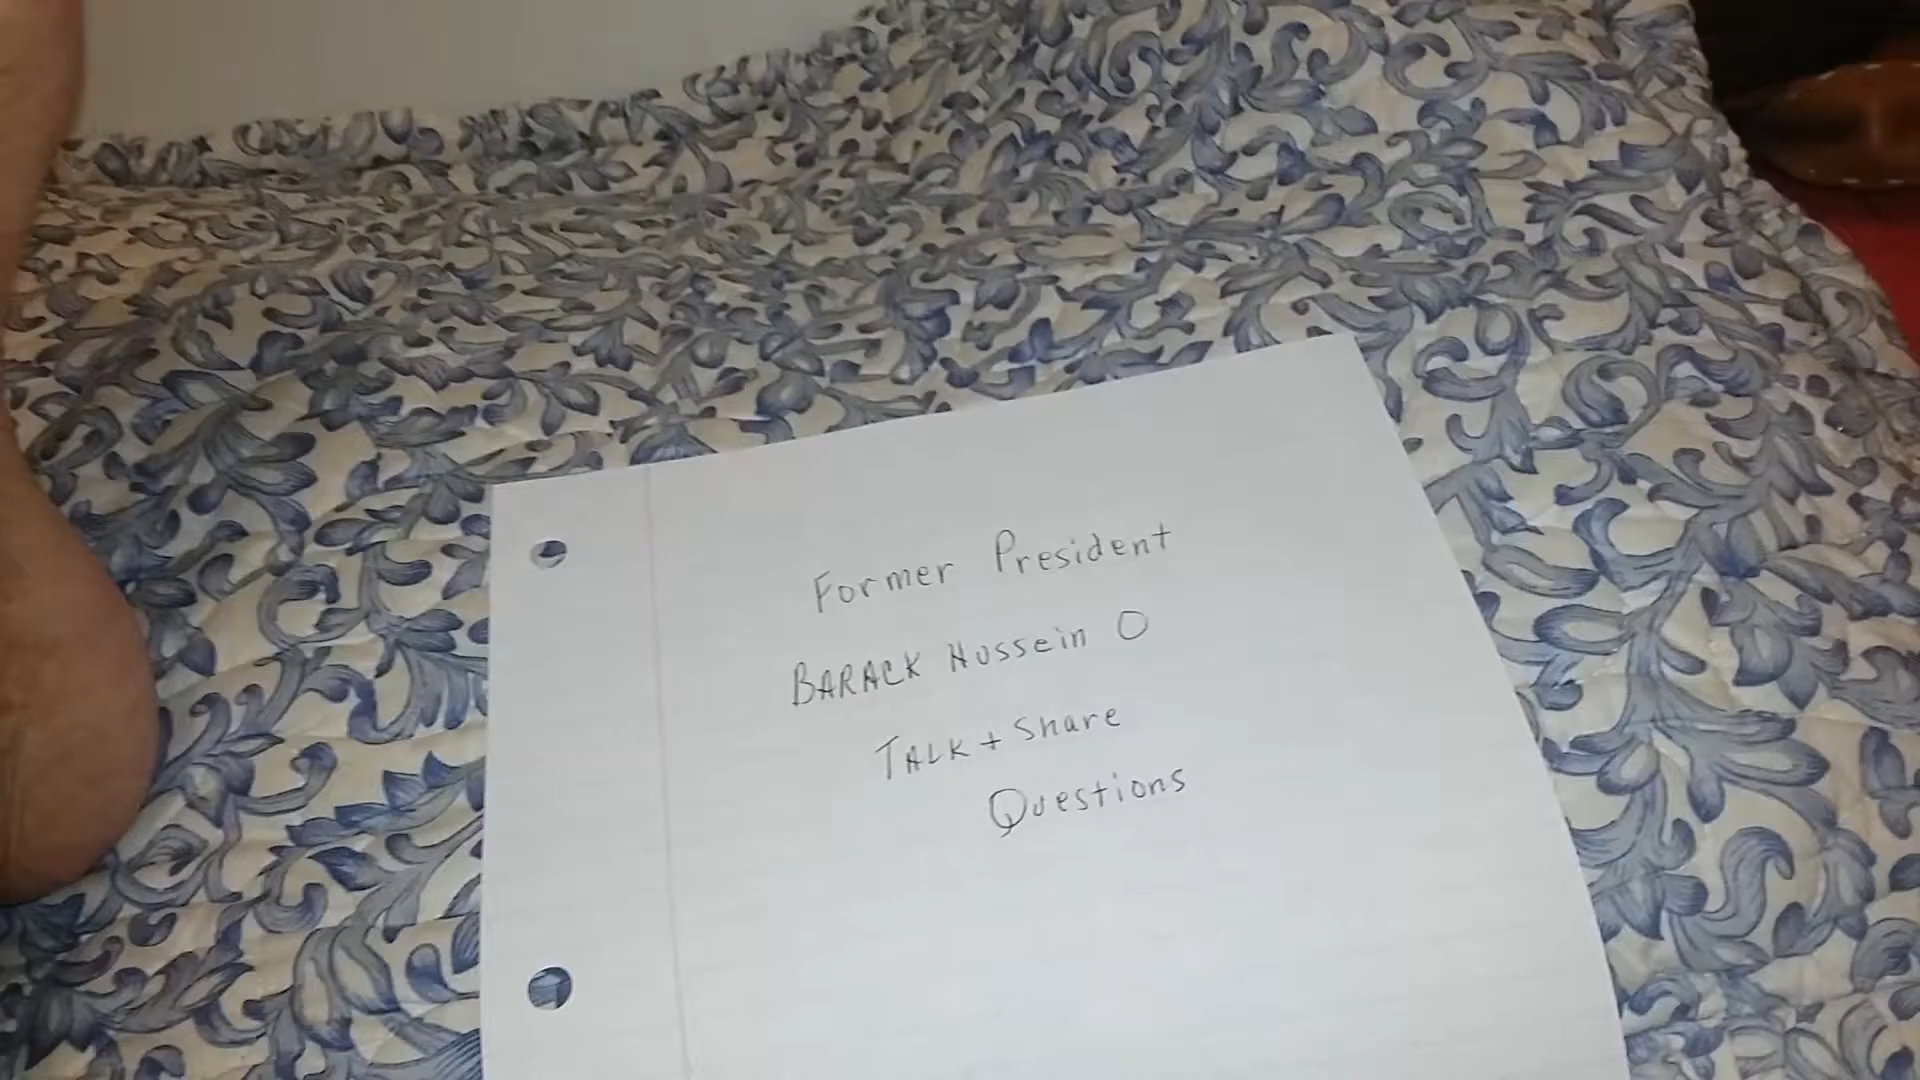 Former President
BARACK Hussein O
TALK + Share
Questions